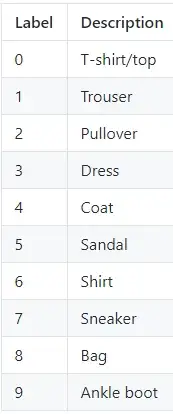 Label Description
0 T-shirt/top
1 Trouser
2 Pullover
3 Dress
4 Coat
5 Sandal
6 Shirt
7 Sneaker
8 Bag
9 Ankle boot